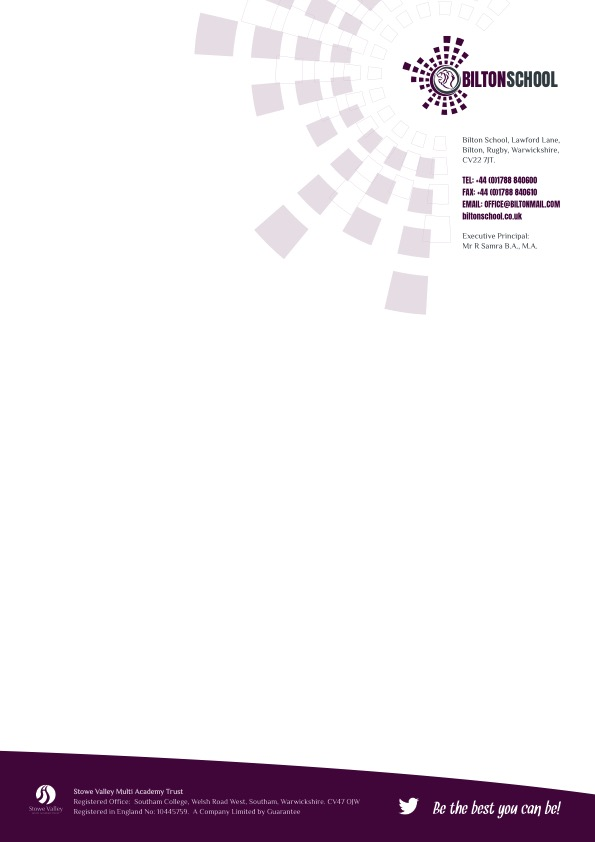 BILTONSCHOOL
Bilton School, Lawford Lane,
Bilton, Rugby, Warwickshire,
CV22 7JT.
TEL: +44 (0)1788 840600
FAX: +44 (0)1788 840610
EMAIL: OFFICE@BILTONMAIL.COM
biltonschool.co.uk
Executive Principal:
Mr R Samra B.A., M.A.
Stowe Valley
Stowe Valley Multi Academy Trust
Registered Office: Southam College, Welsh Road West, Southam, Warwickshire, CV47 0JW
Registered in England No: 10445759. A Company Limited by Guarantee
Be the best you can be!